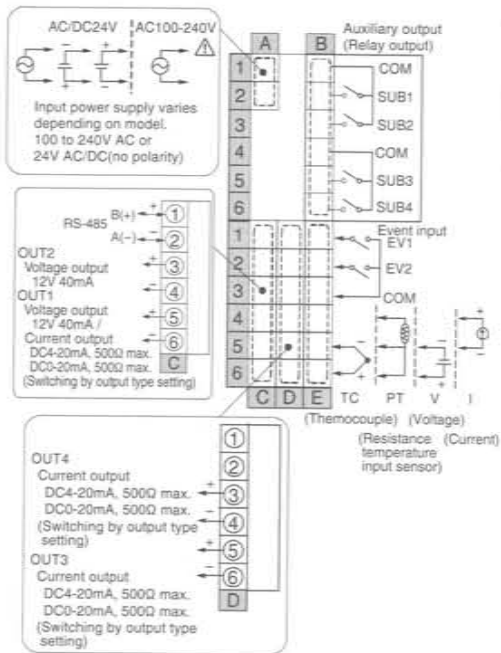 AC/DC24V AC100-240V
Input power supply varies
depending on model.
100 to 240V AC or
24V AC/DC(no polarity)
A
B
Auxiliary output
(Relay output)
1 COM
2 SUB1
3 SUB2
4 COM
5 SUB3
6 SUB4
1 Event input
EV1
2 EV2
3 COM
4
5 −
6 +
C D E TC PT V I
(Themocouple) (Voltage)
(Resistance (Current)
temperature
input sensor)
RS-485 B(+) + 1
A(−) − 2
OUT2
Voltage output + 3
12V 40mA − 4
OUT1
Voltage output + 5
12V 40mA /
Current output − 6
DC4-20mA, 500Ω max.
DC0-20mA, 500Ω max. C
(Switching by output type setting)
1
2
OUT4
Current output
DC4-20mA, 500Ω max. + 3
DC0-20mA, 500Ω max. − 4
(Switching by output type
setting) + 5
OUT3
Current output − 6
DC4-20mA, 500Ω max. D
DC0-20mA, 500Ω max.
(Switching by output type
setting)